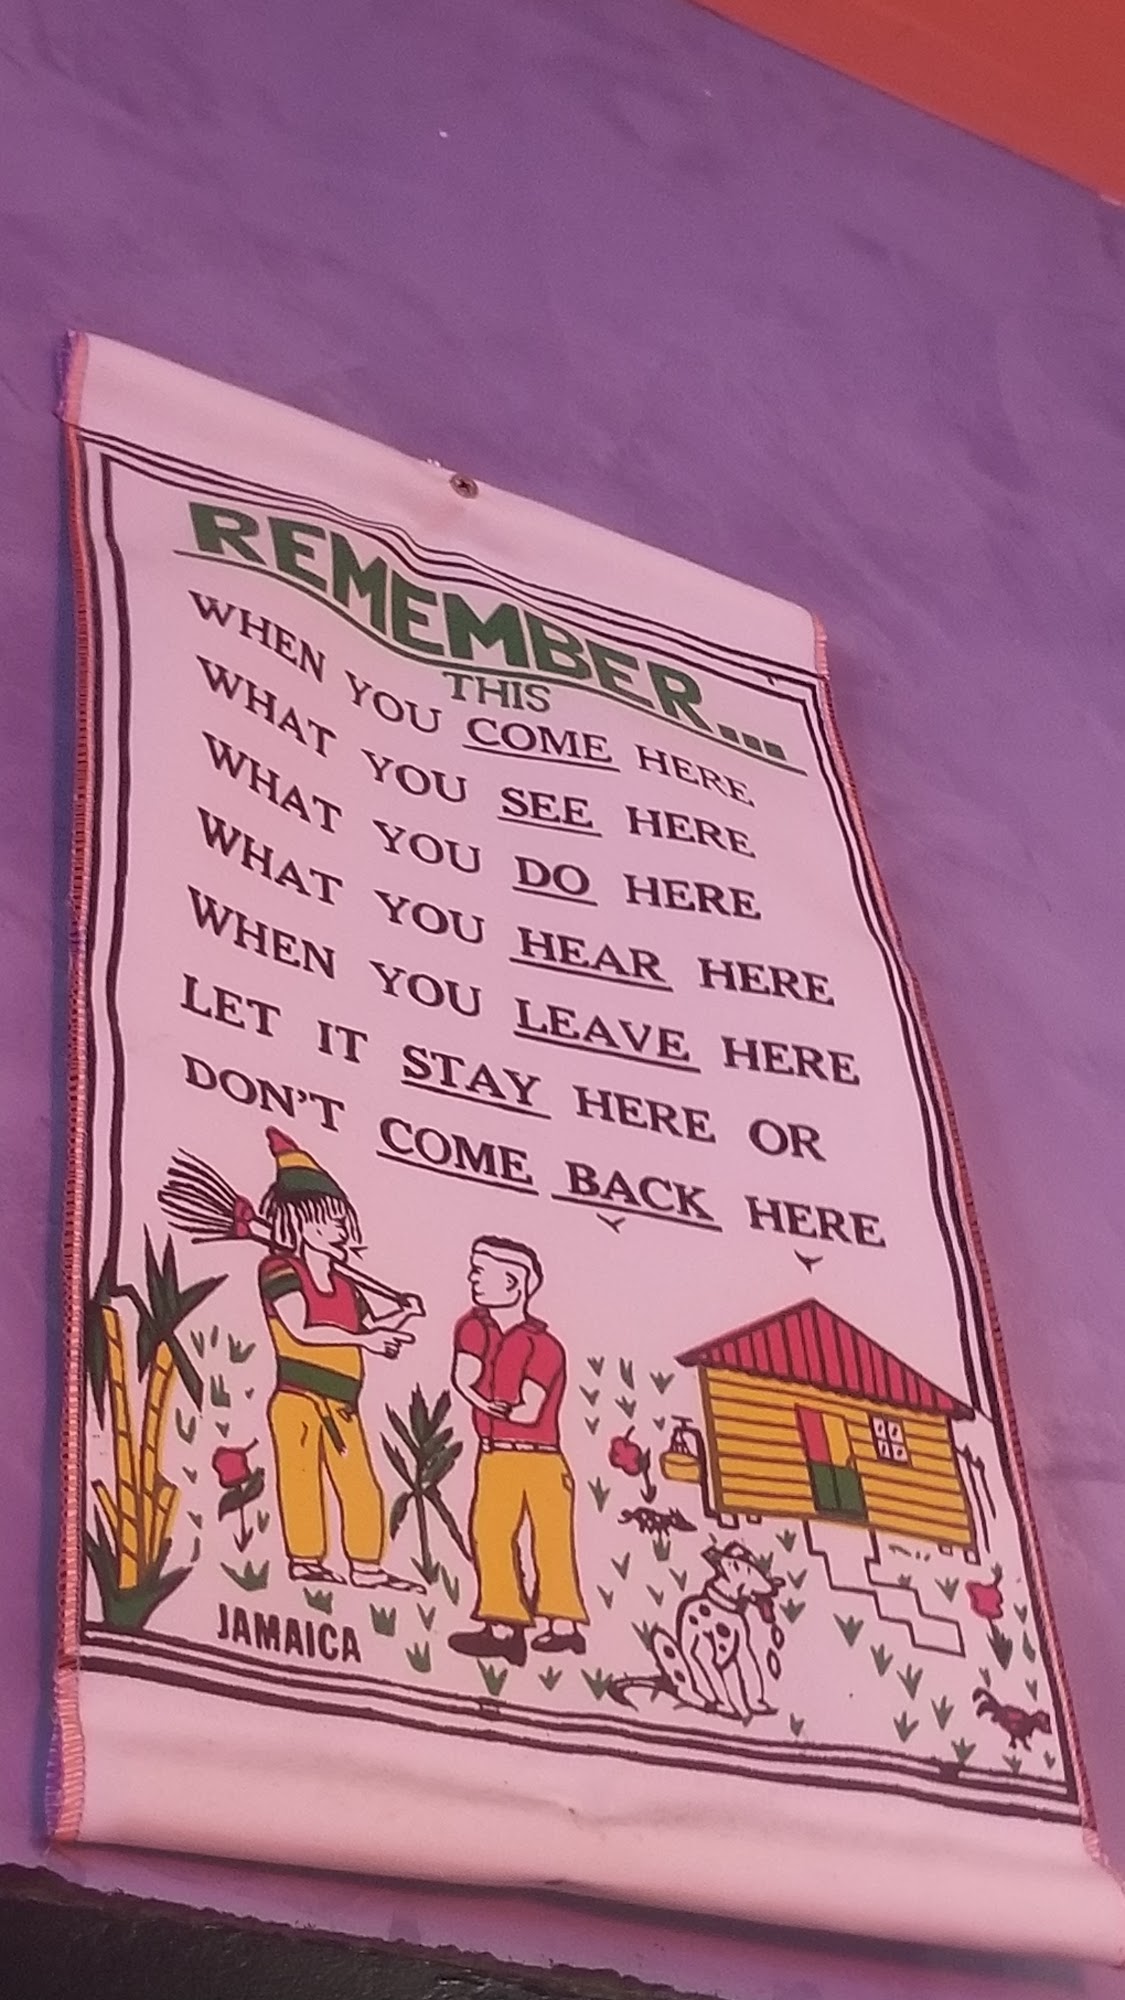 REMEMBER...
THIS
WHEN YOU COME HERE
WHAT YOU SEE HERE
WHAT YOU DO HERE
WHAT YOU HEAR HERE
WHEN YOU LEAVE HERE
LET IT STAY HERE OR
DON'T COME BACK HERE
JAMAICA